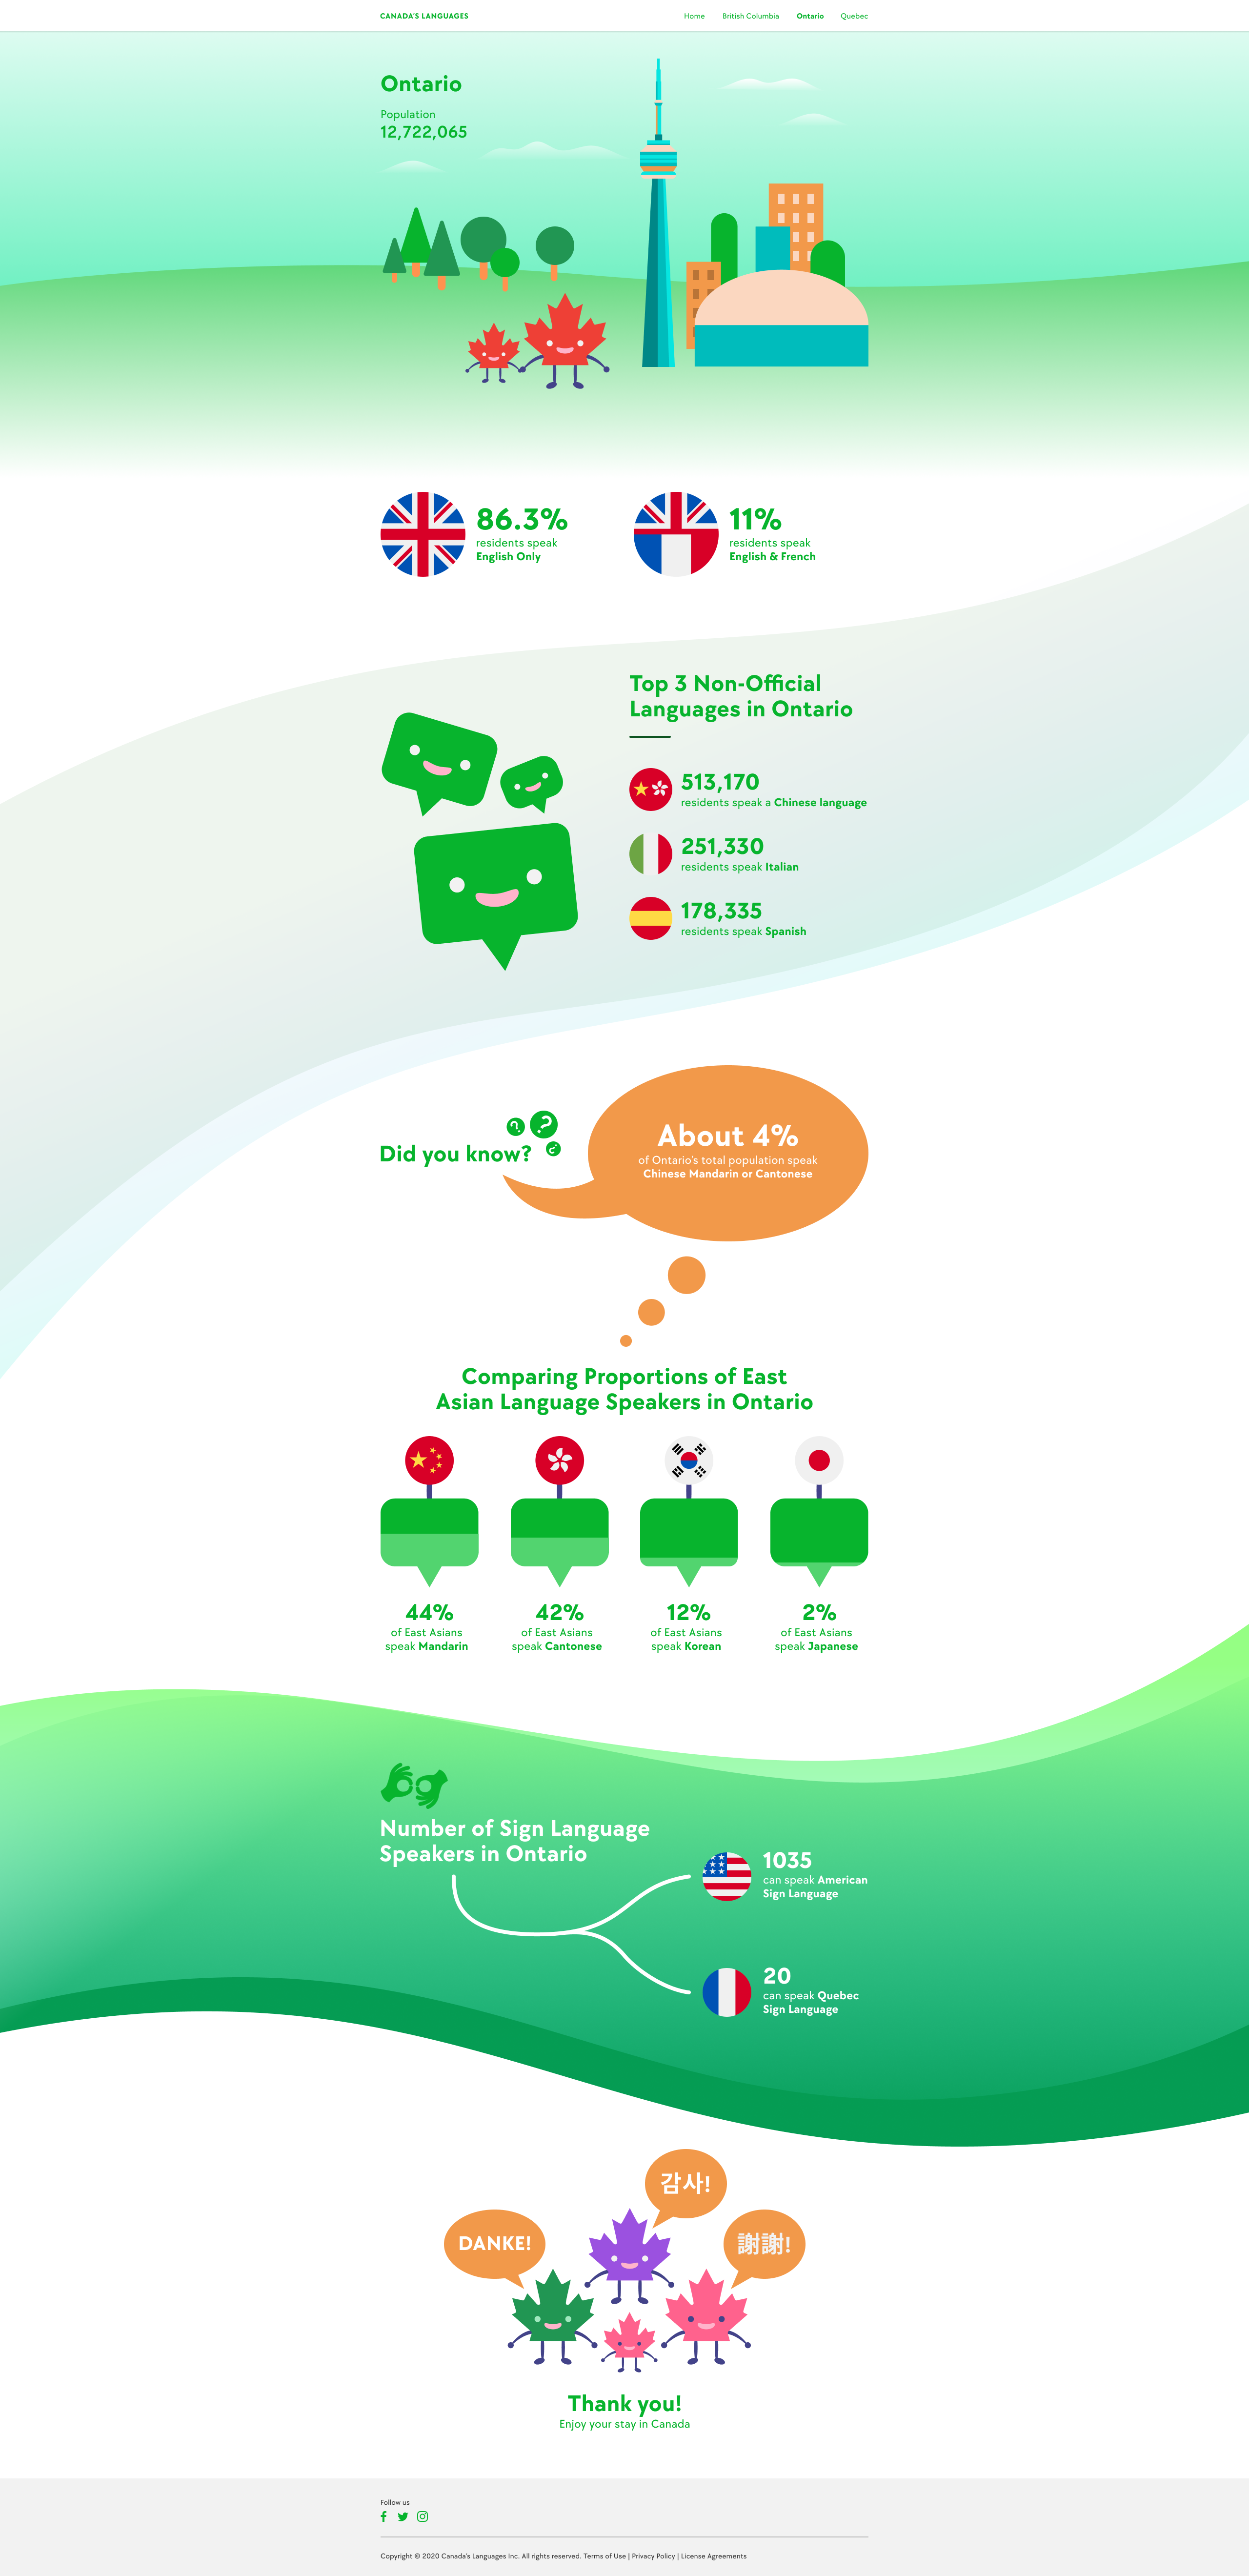 CANADA'S LANGUAGES
Home British Columbia Ontario Quebec
Ontario
Population
12,722,065
86.3%
residents speak
English Only
11%
residents speak
English & French
Top 3 Non-Official
Languages in Ontario
513,170
residents speak a Chinese language
251,330
residents speak Italian
178,335
residents speak Spanish
? ? ?
Did you know?
About 4%
of Ontario's total population speak
Chinese Mandarin or Cantonese
Comparing Proportions of East
Asian Language Speakers in Ontario
44%
of East Asians
speak Mandarin
42%
of East Asians
speak Cantonese
12%
of East Asians
speak Korean
2%
of East Asians
speak Japanese
Number of Sign Language
Speakers in Ontario
1035
can speak American
Sign Language
20
can speak Quebec
Sign Language
감사!
DANKE!
謝謝!
Thank you!
Enjoy your stay in Canada
Follow us
Copyright © 2020 Canada's Languages Inc. All rights reserved. Terms of Use | Privacy Policy | License Agreements